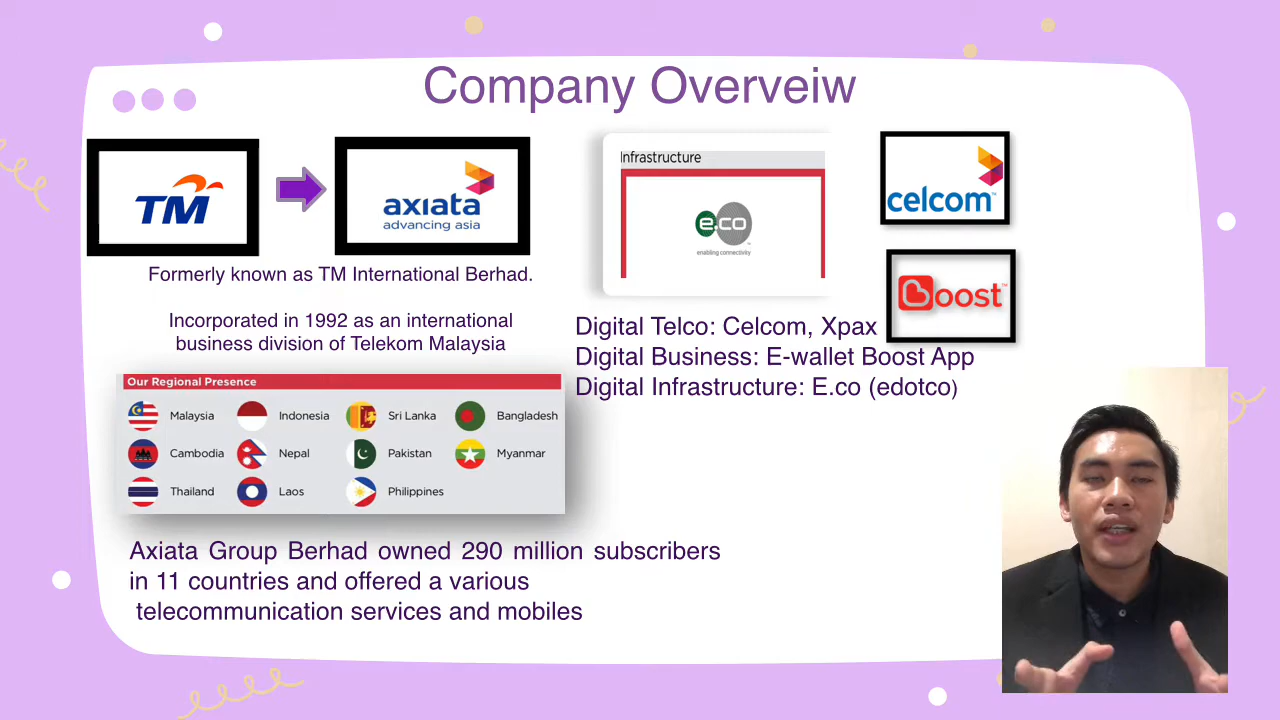 Company Overveiw
TM
axiata
advancing asia
Formerly known as TM International Berhad.
Incorporated in 1992 as an international
business division of Telekom Malaysia
Our Regional Presence
Malaysia Indonesia Sri Lanka Bangladesh
Cambodia Nepal Pakistan Myanmar
Thailand Laos Philippines
Axiata Group Berhad owned 290 million subscribers
in 11 countries and offered a various
telecommunication services and mobiles
Infrastructure
e.co
enabling connectivity
celcom™
Boost™
Digital Telco: Celcom, Xpax
Digital Business: E-wallet Boost App
Digital Infrastructure: E.co (edotco)